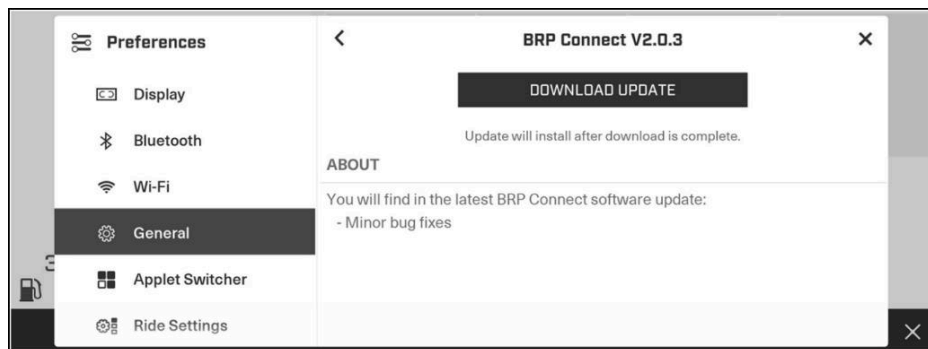 Preferences
Display
Bluetooth
Wi-Fi
General
Applet Switcher
Ride Settings
BRP Connect V2.0.3
DOWNLOAD UPDATE
Update will install after download is complete.
ABOUT
You will find in the latest BRP Connect software update:
- Minor bug fixes